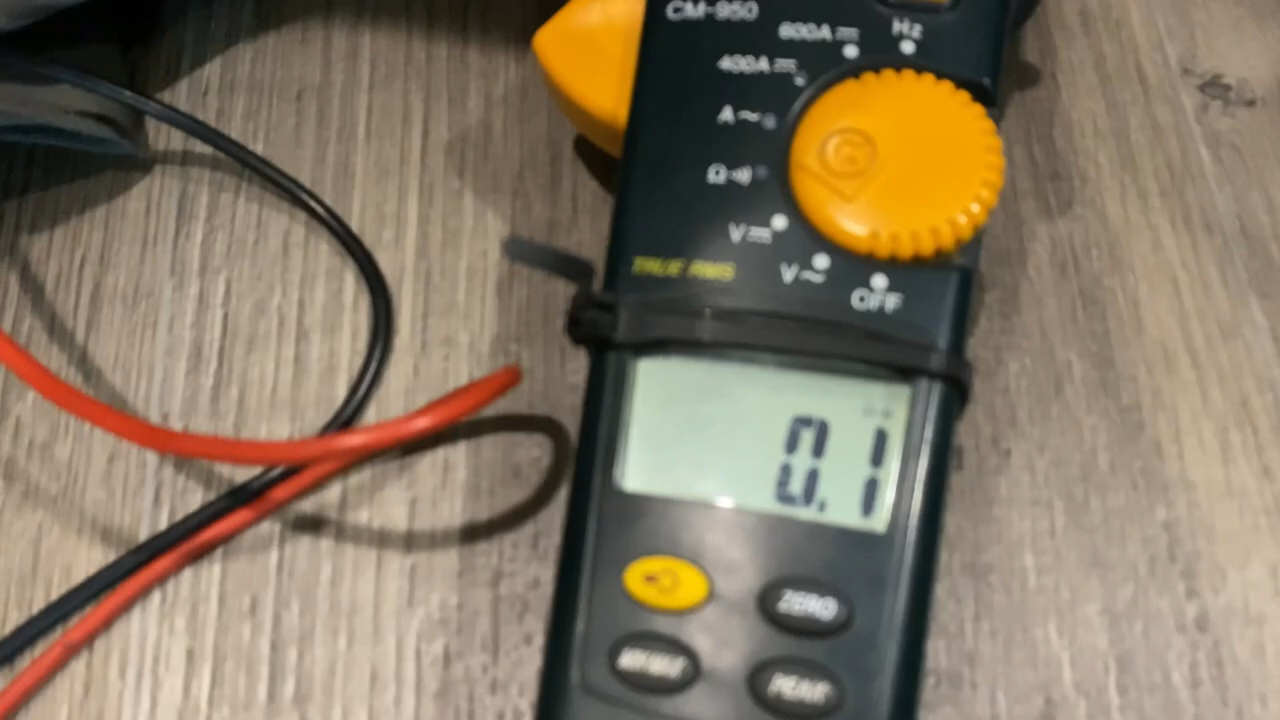 CM-950
600A
Hz
400A
A~
Ω
V
V~
TRUE RMS
OFF
0.1
ZERO
PEAK